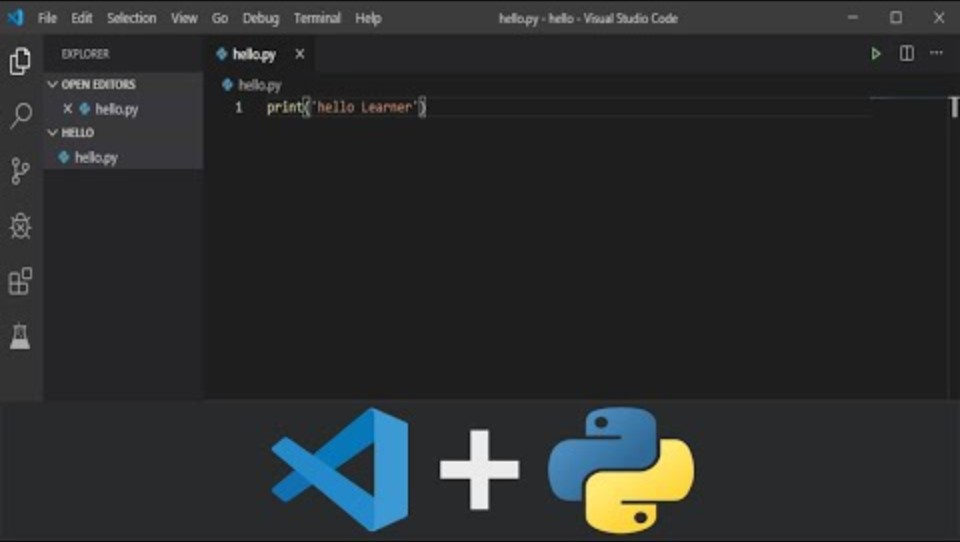 File Edit Selection View Go Debug Terminal Help hello.py - hello - Visual Studio Code
EXPLORER
hello.py
OPEN EDITORS
hello.py
hello.py
1 print('hello Learner')
HELLO
hello.py